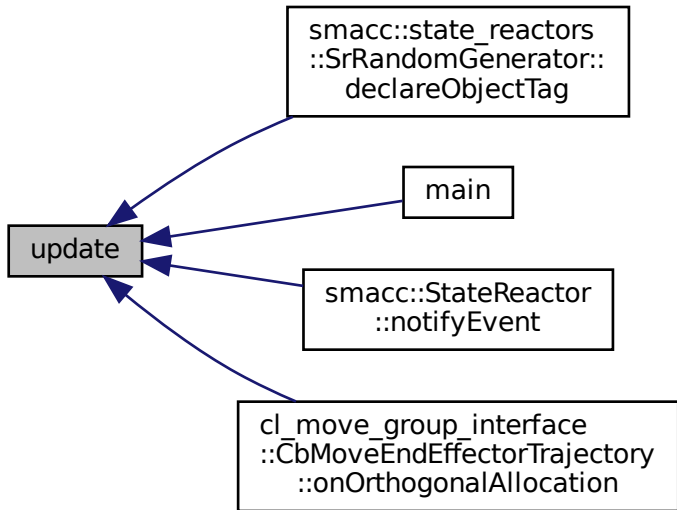 smacc::state_reactors
::SrRandomGenerator::
declareObjectTag
main
update
smacc::StateReactor
::notifyEvent
cl_move_group_interface
::CbMoveEndEffectorTrajectory
::onOrthogonalAllocation